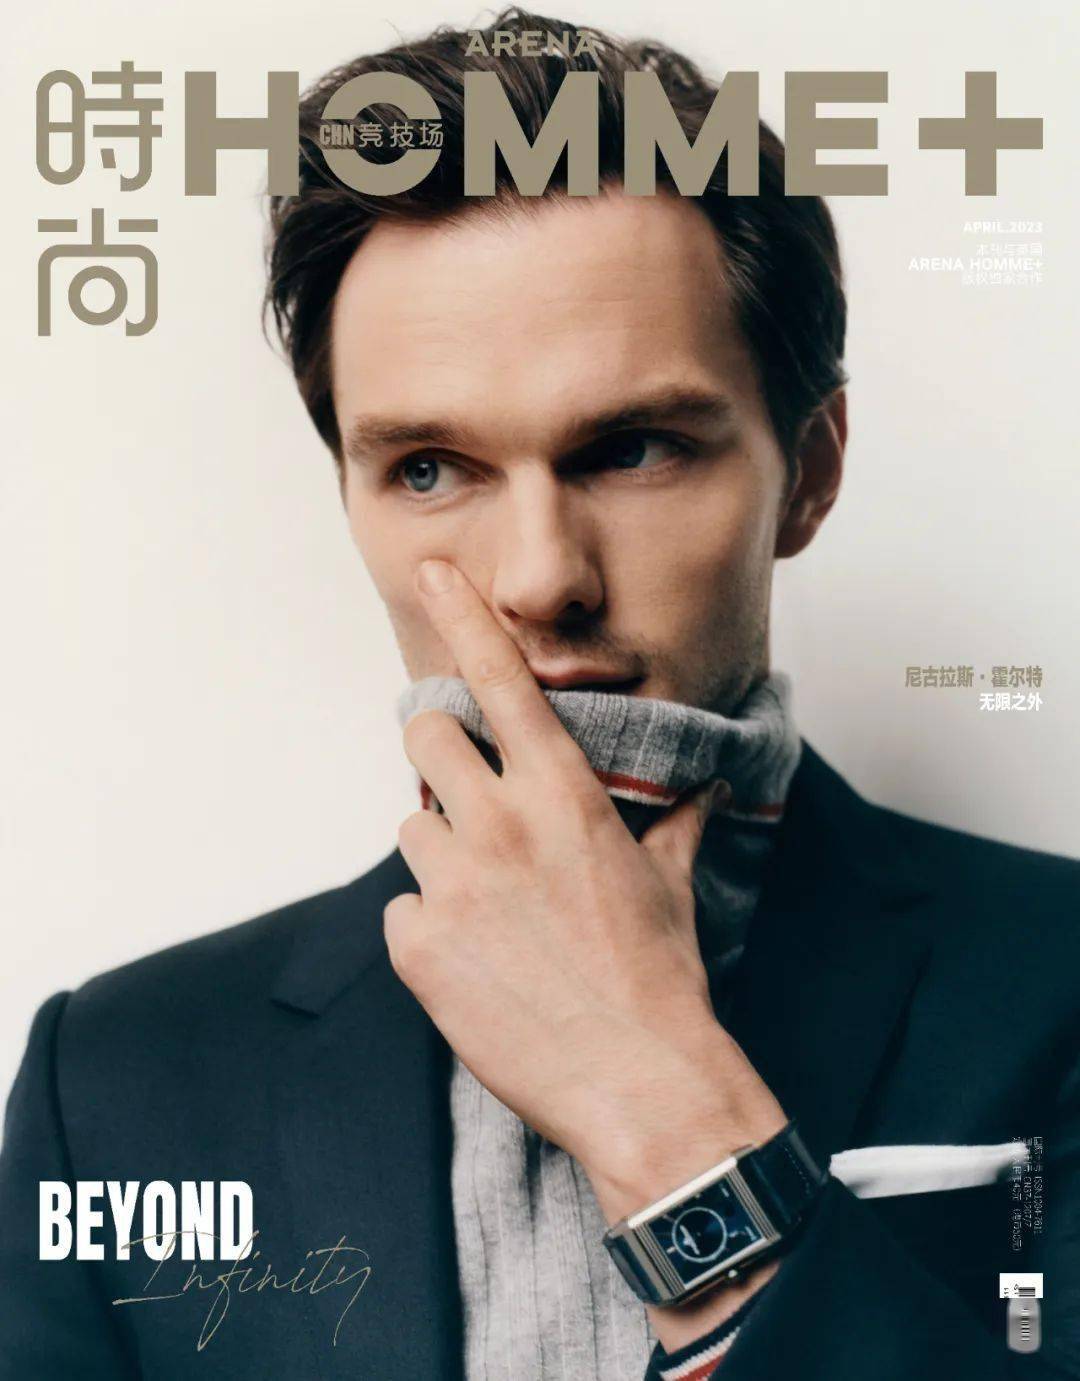 ARENA
時尚
HOMME+
CHN竞技场
APRIL.2023
本刊与英国
ARENA HOMME+
版权独家合作
尼古拉斯·霍尔特
无限之外
BEYOND
Infinity